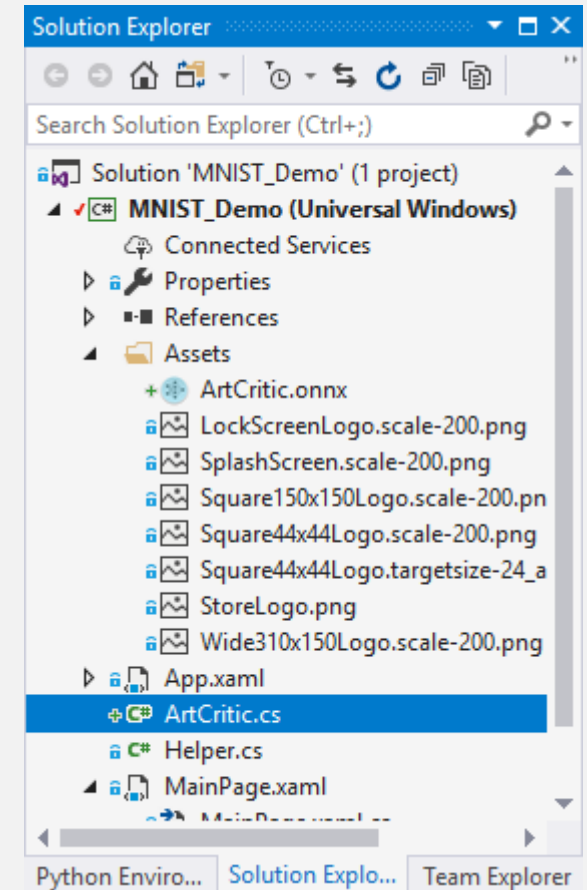 Solution Explorer
Search Solution Explorer (Ctrl+;)
Solution 'MNIST_Demo' (1 project)
C# MNIST_Demo (Universal Windows)
Connected Services
Properties
References
Assets
ArtCritic.onnx
LockScreenLogo.scale-200.png
SplashScreen.scale-200.png
Square150x150Logo.scale-200.pn
Square44x44Logo.scale-200.png
Square44x44Logo.targetsize-24_a
StoreLogo.png
Wide310x150Logo.scale-200.png
App.xaml
C# ArtCritic.cs
C# Helper.cs
MainPage.xaml
Python Enviro... Solution Explo... Team Explorer